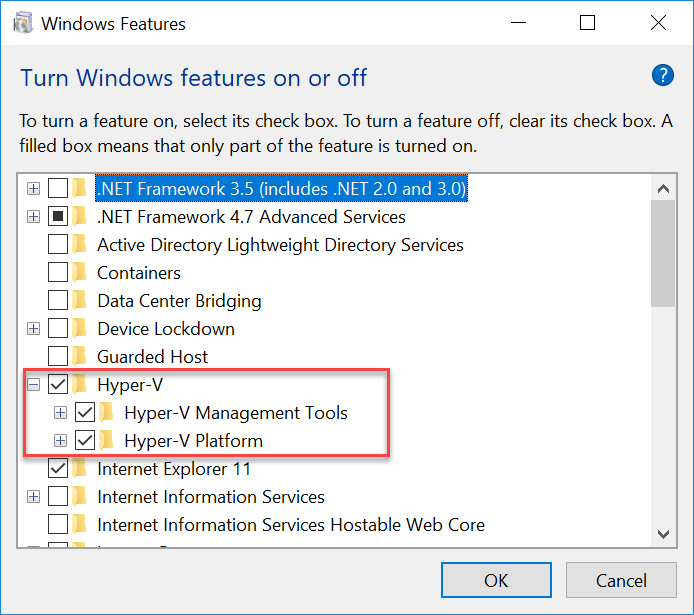 Windows Features
Turn Windows features on or off
?
To turn a feature on, select its check box. To turn a feature off, clear its check box. A
filled box means that only part of the feature is turned on.
.NET Framework 3.5 (includes .NET 2.0 and 3.0)
.NET Framework 4.7 Advanced Services
Active Directory Lightweight Directory Services
Containers
Data Center Bridging
Device Lockdown
Guarded Host
Hyper-V
Hyper-V Management Tools
Hyper-V Platform
Internet Explorer 11
Internet Information Services
Internet Information Services Hostable Web Core
OK
Cancel